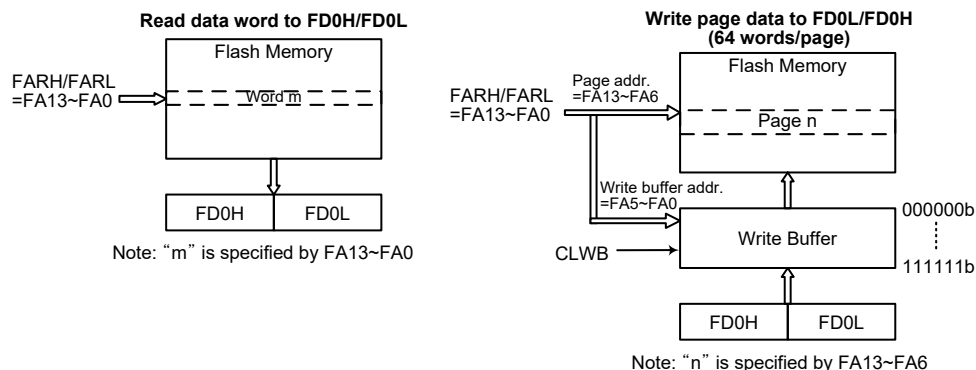 Read data word to FD0H/FD0L
Flash Memory
FARH/FARL
=FA13~FA0
Word m
FD0H
FD0L
Note: “m” is specified by FA13~FA0
Write page data to FD0L/FD0H
(64 words/page)
Flash Memory
Page addr.
=FA13~FA6
FARH/FARL
=FA13~FA0
Page n
Write buffer addr.
=FA5~FA0
000000b
Write Buffer
CLWB
111111b
FD0H
FD0L
Note: “n” is specified by FA13~FA6